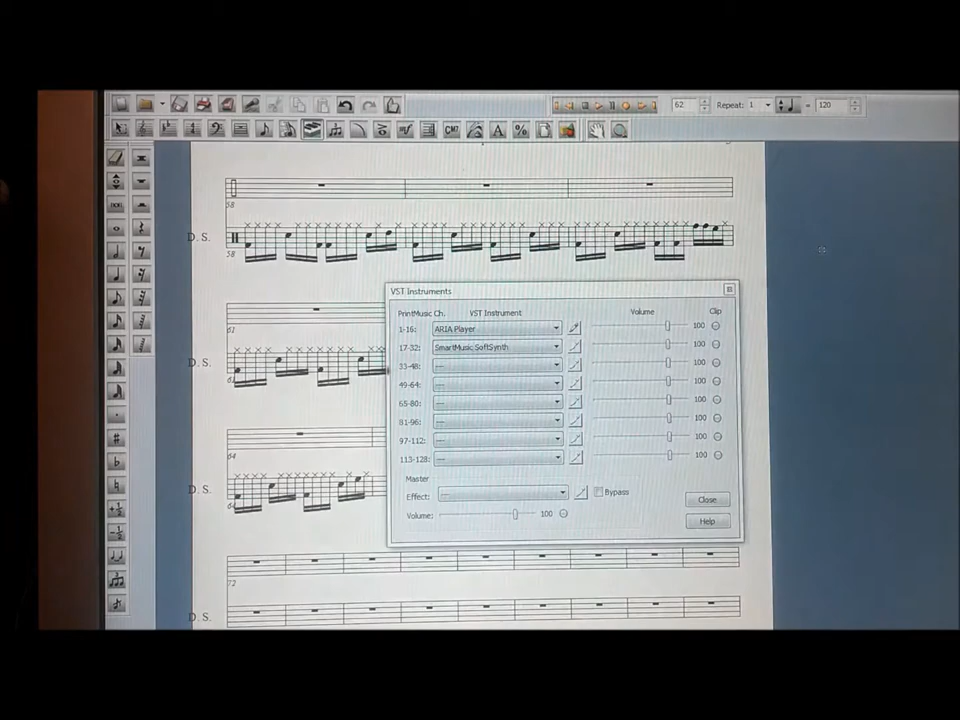 62 Repeat: 1 = 120
CM7 A %
58
D. S.
58
61
D. S.
64
D. S.
72
D. S.
VST Instruments
PrintMusic Ch. VST Instrument Volume Clip
1-16: ARIA Player 100
17-32: SmartMusic SoftSynth 100
33-48: --- 100
49-64: --- 100
65-80: --- 100
81-96: --- 100
97-112: --- 100
113-128: --- 100
Master
Effect: --- Bypass
Volume: 100
Close
Help